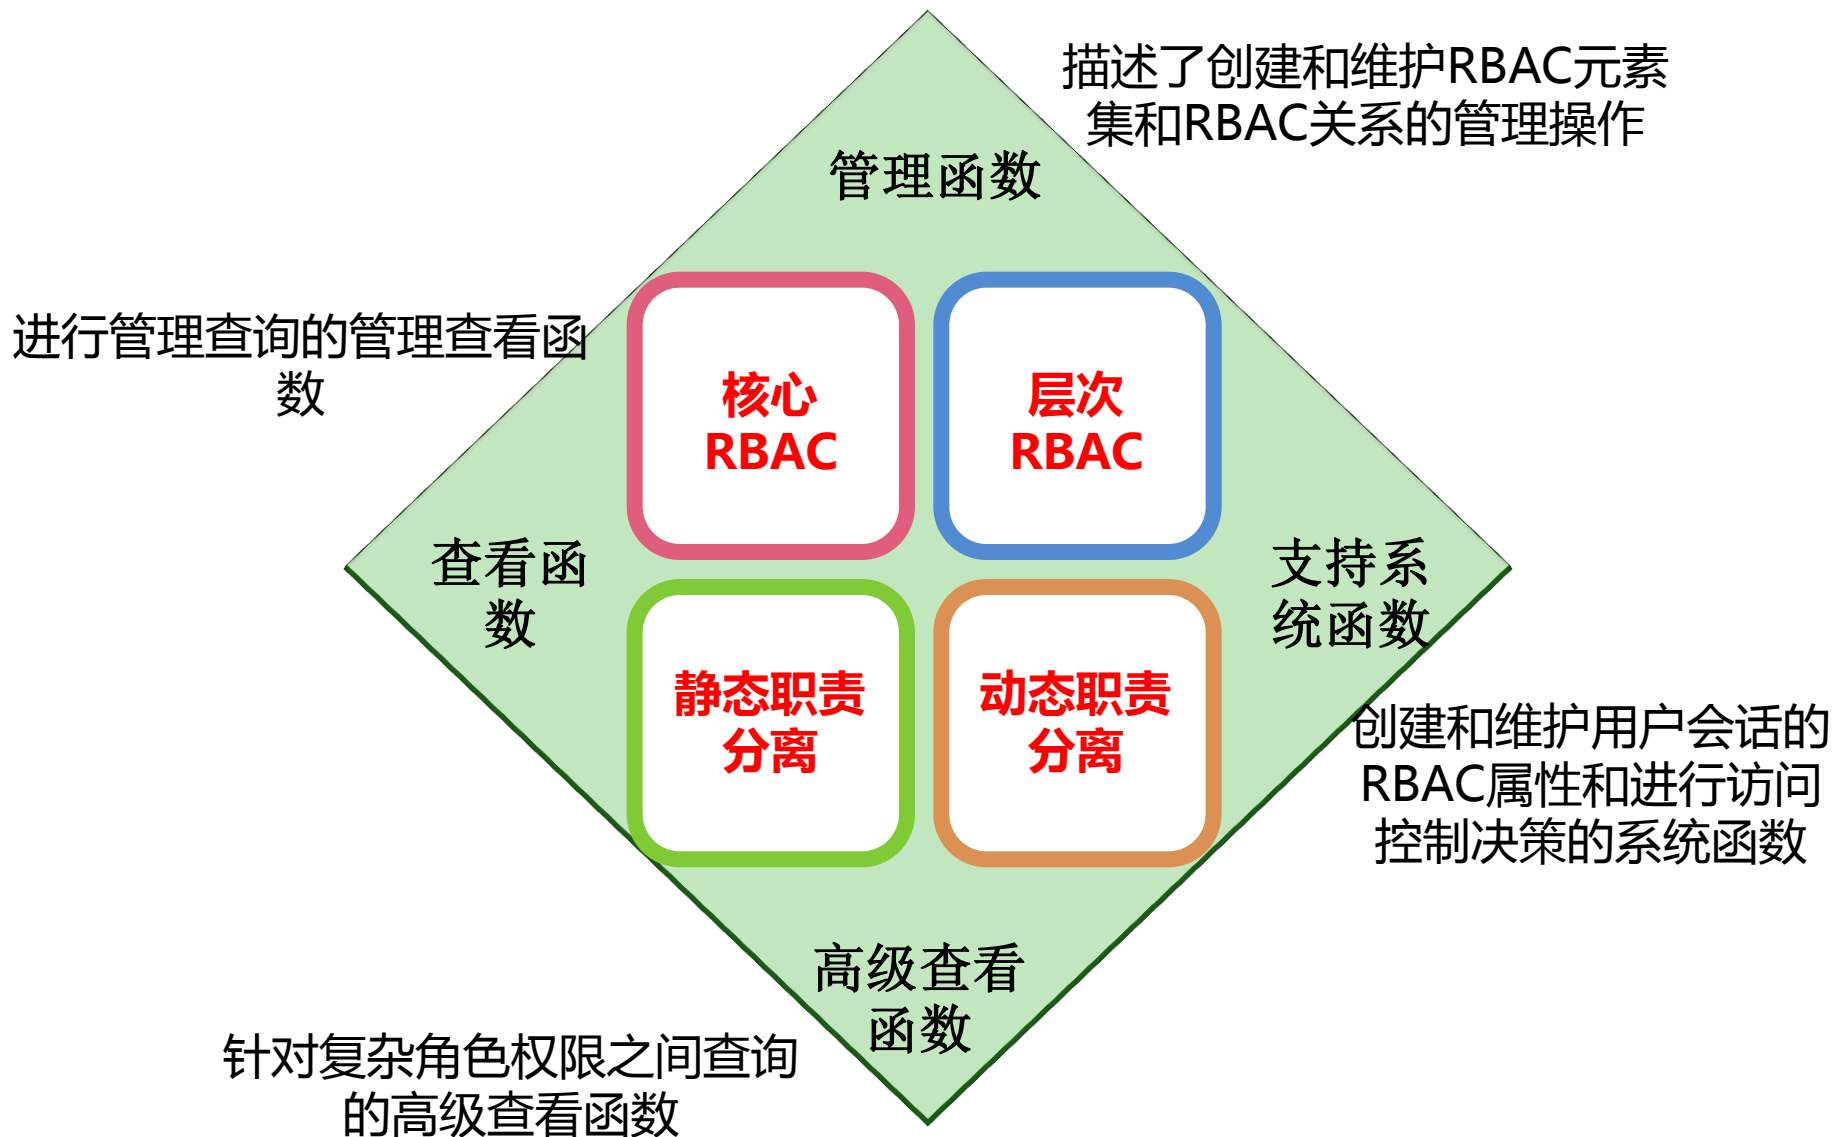 描述了创建和维护RBAC元素
集和RBAC关系的管理操作
管理函数
进行管理查询的管理查看函
数
核心
RBAC
层次
RBAC
查看函
数
支持系
统函数
静态职责
分离
动态职责
分离
创建和维护用户会话的
RBAC属性和进行访问
控制决策的系统函数
高级查看
函数
针对复杂角色权限之间查询
的高级查看函数